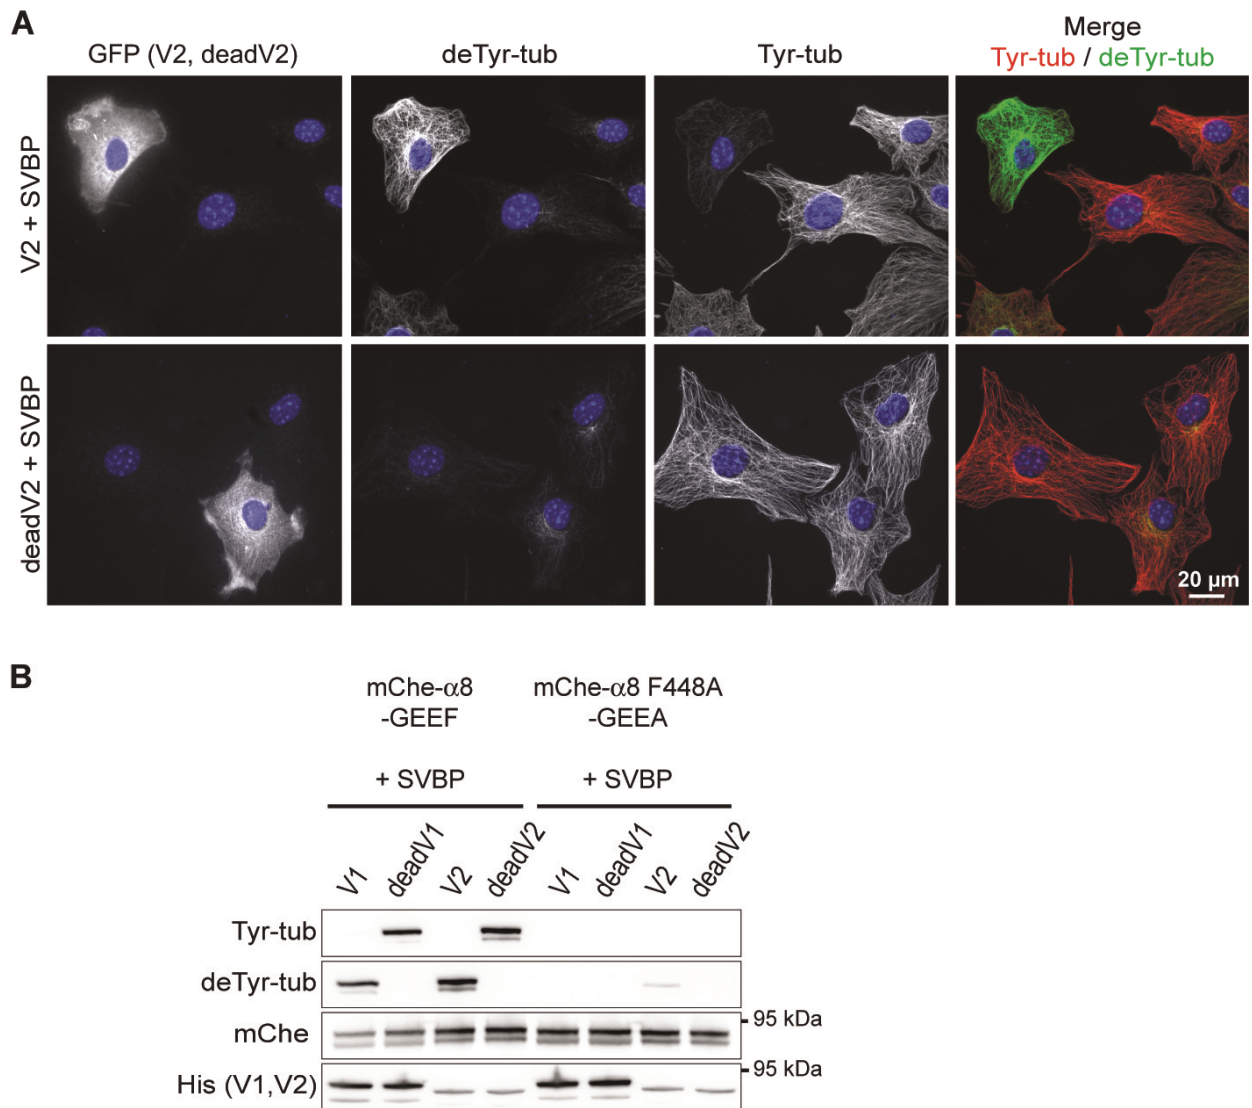 A
GFP (V2, deadV2)
deTyr-tub
Tyr-tub
Merge
Tyr-tub / deTyr-tub
V2 + SVBP
deadV2 + SVBP
20 µm
B
mChe-α8
-GEEF
mChe-α8 F448A
-GEEA
+ SVBP
+ SVBP
V1
deadV1
V2
deadV2
V1
deadV1
V2
deadV2
Tyr-tub
deTyr-tub
mChe
95 kDa
His (V1,V2)
95 kDa